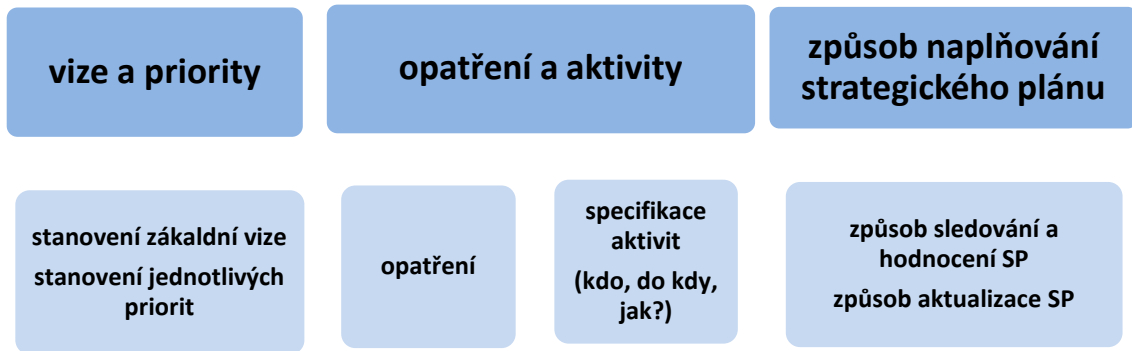 vize a priority
opatření a aktivity
způsob naplňování
strategického plánu
stanovení zákaldní vize
stanovení jednotlivých
priorit
opatření
specifikace
aktivit
(kdo, do kdy,
jak?)
způsob sledování a
hodnocení SP
způsob aktualizace SP